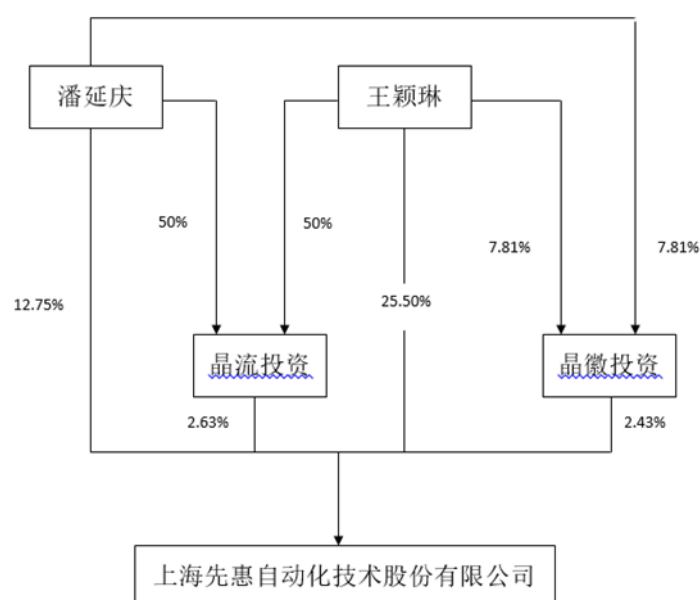 潘延庆
王颖琳
50%
50%
7.81%
7.81%
12.75%
25.50%
晶流投资
晶徽投资
2.63%
2.43%
上海先惠自动化技术股份有限公司